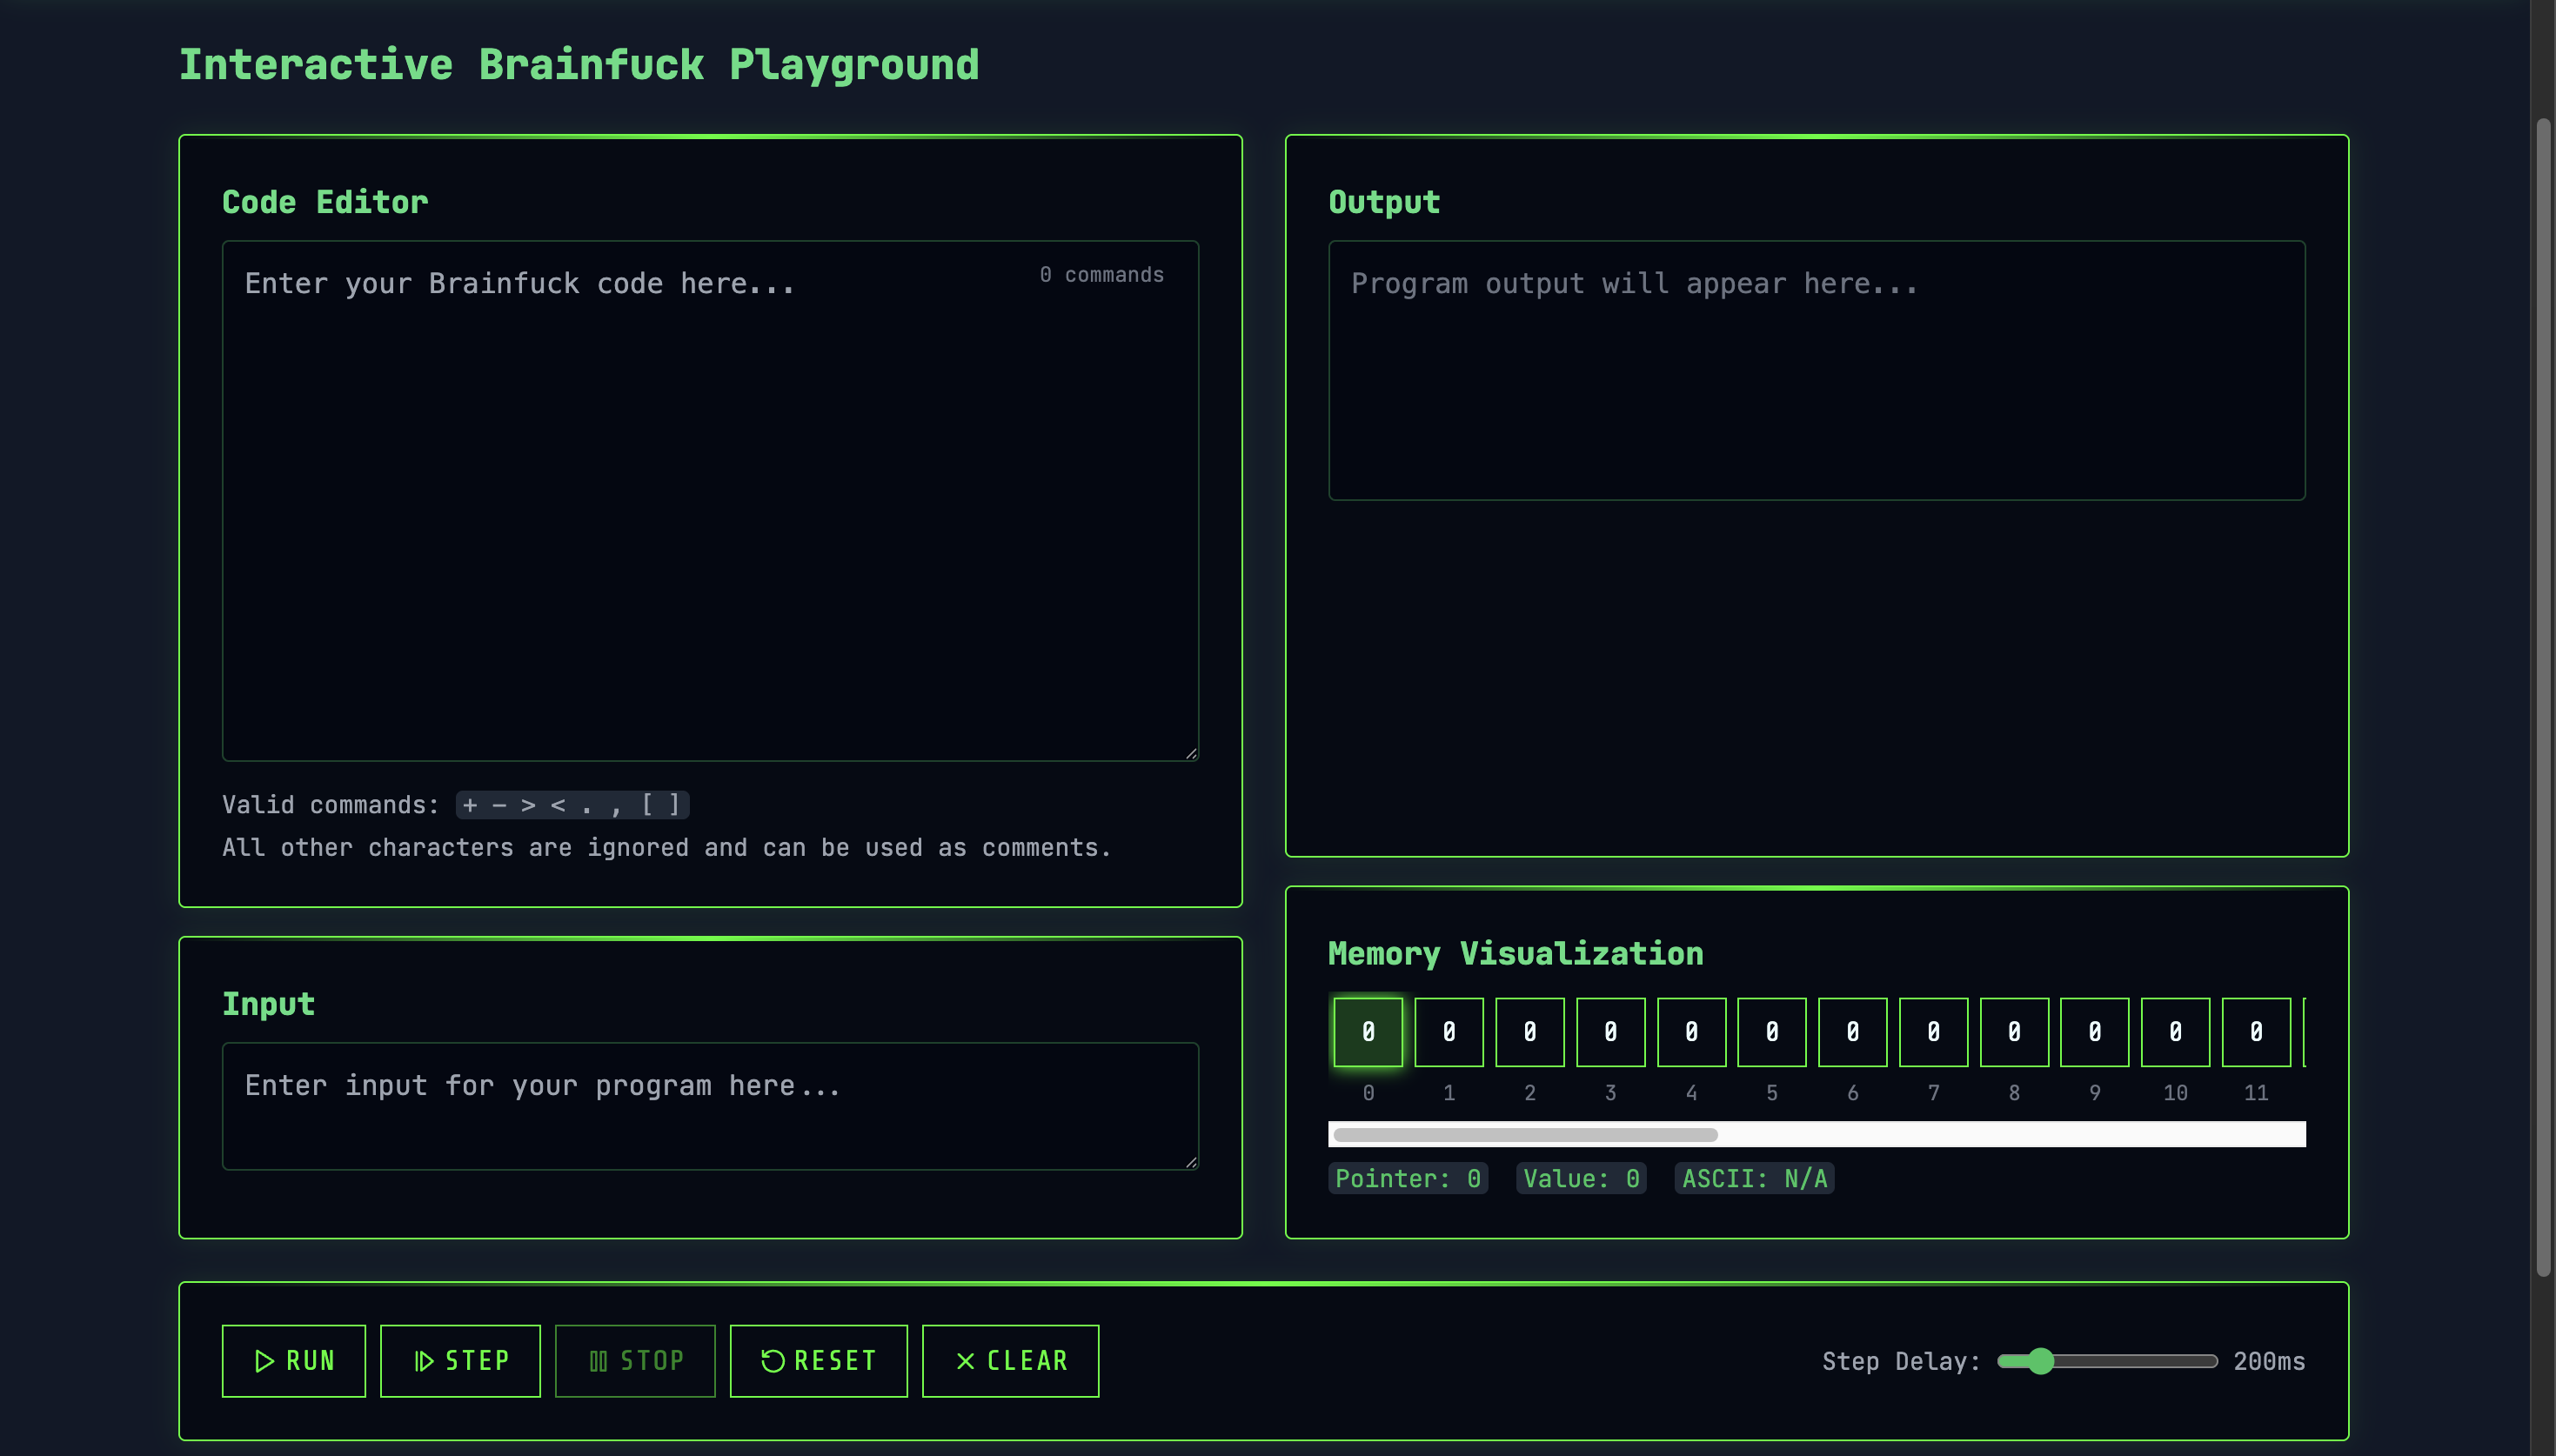 Interactive Brainfuck Playground
Code Editor
Enter your Brainfuck code here...
0 commands
Valid commands: + - > < . , [ ]
All other characters are ignored and can be used as comments.
Input
Enter input for your program here...
Output
Program output will appear here...
Memory Visualization
0 0 0 0 0 0 0 0 0 0 0 0
0 1 2 3 4 5 6 7 8 9 10 11
Pointer: 0 Value: 0 ASCII: N/A
RUN STEP STOP RESET CLEAR
Step Delay: 200ms